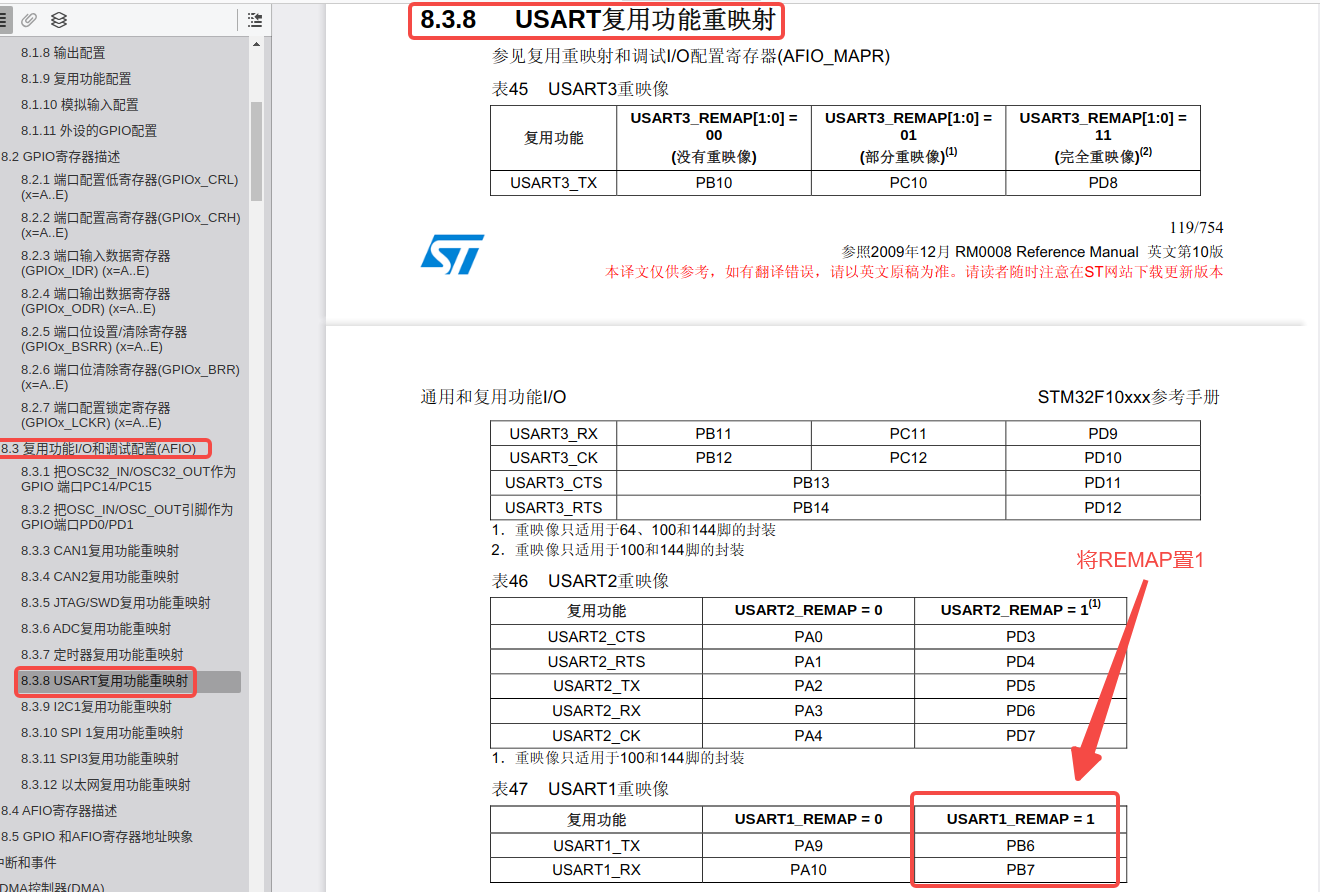 8.1.8 输出配置
8.1.9 复用功能配置
8.1.10 模拟输入配置
8.1.11 外设的GPIO配置
8.2 GPIO寄存器描述
8.2.1 端口配置低寄存器(GPIOx_CRL)
(x=A..E)
8.2.2 端口配置高寄存器(GPIOx_CRH)
(x=A..E)
8.2.3 端口输入数据寄存器
(GPIOx_IDR) (x=A..E)
8.2.4 端口输出数据寄存器
(GPIOx_ODR) (x=A..E)
8.2.5 端口位设置/清除寄存器
(GPIOx_BSRR) (x=A..E)
8.2.6 端口位清除寄存器(GPIOx_BRR)
(x=A..E)
8.2.7 端口配置锁定寄存器
(GPIOx_LCKR) (x=A..E)
8.3 复用功能I/O和调试配置(AFIO)
8.3.1 把OSC32_IN/OSC32_OUT作为
GPIO 端口PC14/PC15
8.3.2 把OSC_IN/OSC_OUT引脚作为
GPIO端口PD0/PD1
8.3.3 CAN1复用功能重映射
8.3.4 CAN2复用功能重映射
8.3.5 JTAG/SWD复用功能重映射
8.3.6 ADC复用功能重映射
8.3.7 定时器复用功能重映射
8.3.8 USART复用功能重映射
8.3.9 I2C1复用功能重映射
8.3.10 SPI 1复用功能重映射
8.3.11 SPI3复用功能重映射
8.3.12 以太网复用功能重映射
8.4 AFIO寄存器描述
8.5 GPIO 和AFIO寄存器地址映象
中断和事件
DMA控制器(DMA)
8.3.8 USART复用功能重映射
参见复用重映射和调试I/O配置寄存器(AFIO_MAPR)
表45 USART3重映像
复用功能 USART3_REMAP[1:0] = 00 (没有重映像) USART3_REMAP[1:0] = 01 (部分重映像)(1) USART3_REMAP[1:0] = 11 (完全重映像)(2)
USART3_TX PB10 PC10 PD8
ST
119/754
参照2009年12月 RM0008 Reference Manual 英文第10版
本译文仅供参考，如有翻译错误，请以英文原稿为准。请读者随时注意在ST网站下载更新版本
通用和复用功能I/O STM32F10xxx参考手册
USART3_RX PB11 PC11 PD9
USART3_CK PB12 PC12 PD10
USART3_CTS PB13 PD11
USART3_RTS PB14 PD12
1. 重映像只适用于64、100和144脚的封装
2. 重映像只适用于100和144脚的封装
将REMAP置1
表46 USART2重映像
复用功能 USART2_REMAP = 0 USART2_REMAP = 1(1)
USART2_CTS PA0 PD3
USART2_RTS PA1 PD4
USART2_TX PA2 PD5
USART2_RX PA3 PD6
USART2_CK PA4 PD7
1. 重映像只适用于100和144脚的封装
表47 USART1重映像
复用功能 USART1_REMAP = 0 USART1_REMAP = 1
USART1_TX PA9 PB6
USART1_RX PA10 PB7